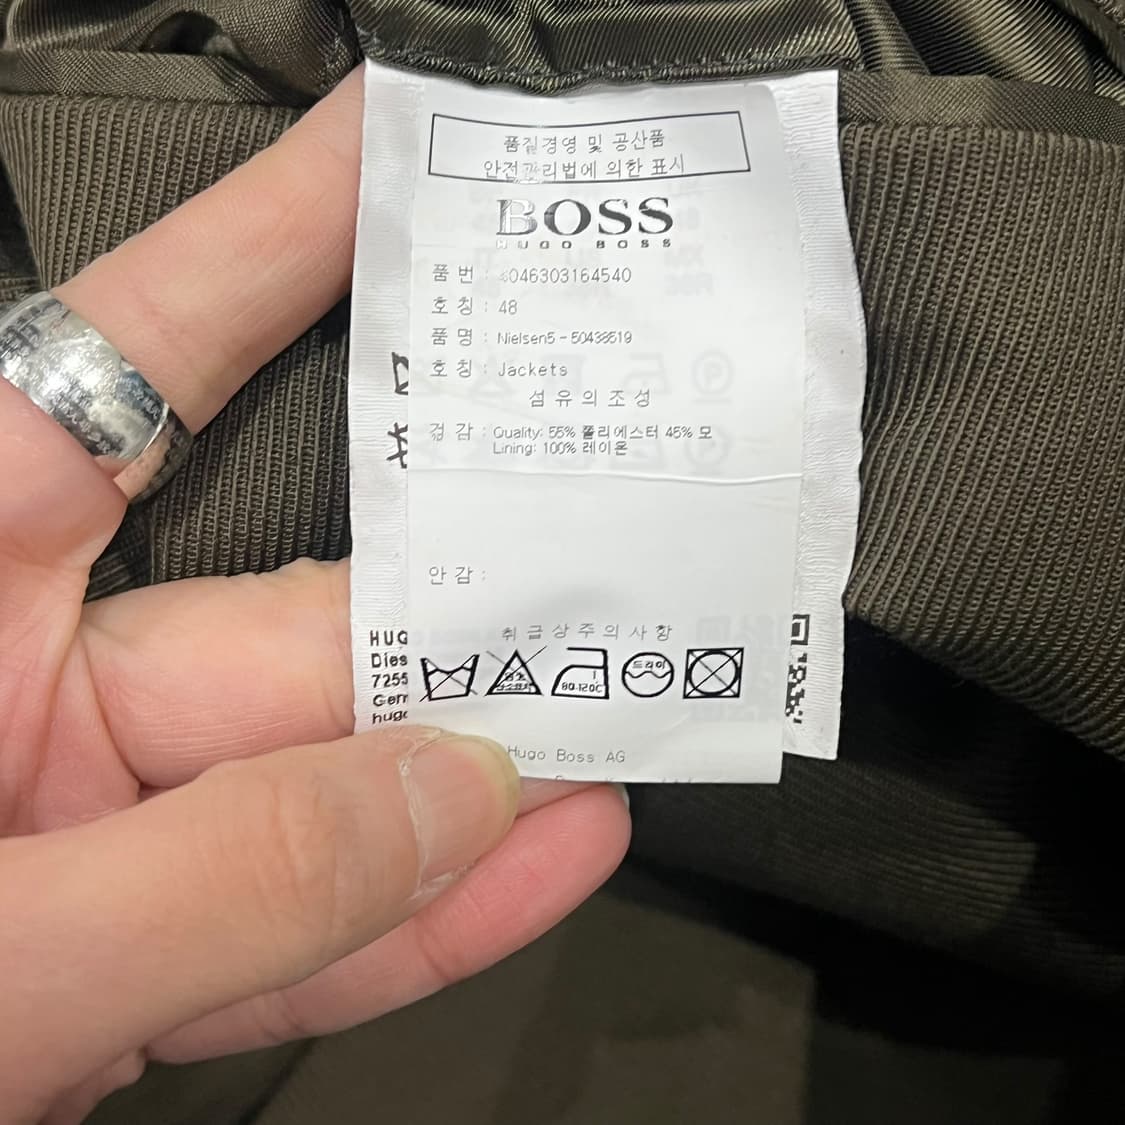 품질경영 및 공산품
안전관리법에 의한 표시
BOSS
HUGO BOSS
품 번 : 4046303164540
호 칭 : 48
품 명 : Nielsen5 - 50438519
호 칭 : Jackets
섬 유 의 조 성
겉 감 : Quality: 55% 폴리에스터 45% 모
Lining: 100% 레이온
안 감 :
취 급 상 주 의 사 항
80-120℃
드라이
HUG
Dies
7255
Ger
hug
Hugo Boss AG